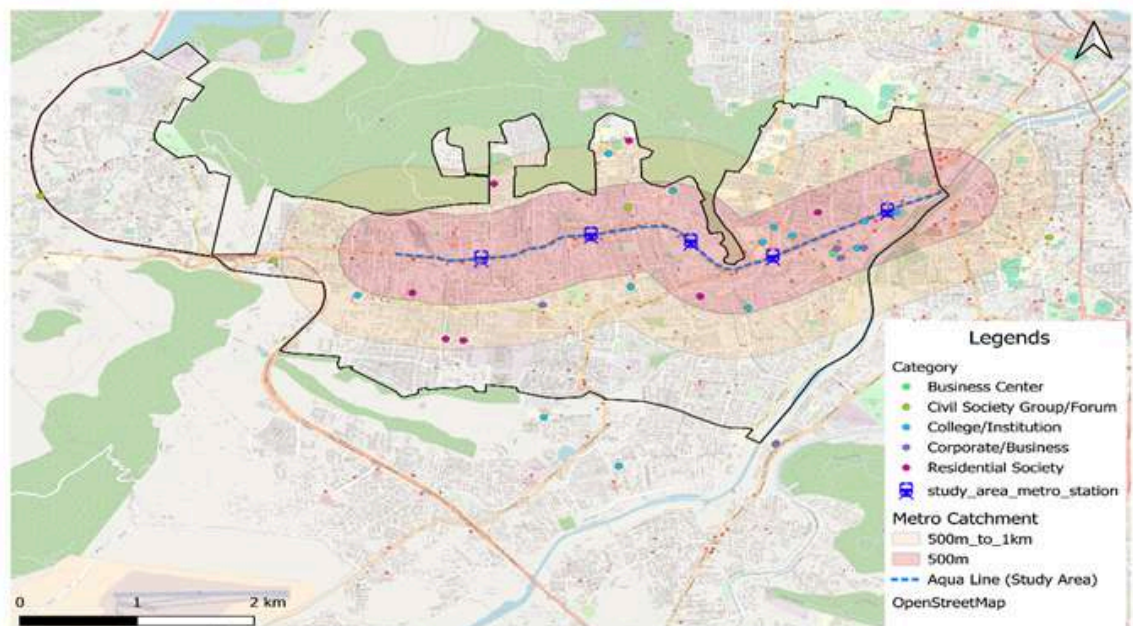 Legends
Category
Business Center
Civil Society Group/Forum
College/Institution
Corporate/Business
Residential Society
study_area_metro_station
Metro Catchment
500m_to_1km
500m
Aqua Line (Study Area)
OpenStreetMap
0 1 2 km